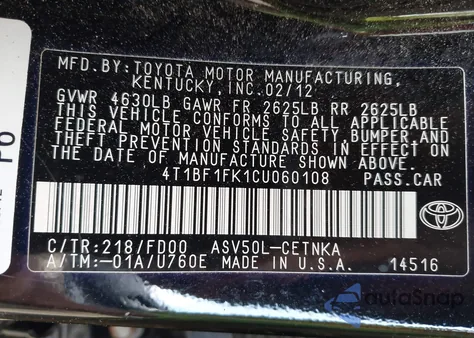 MFD.BY:TOYOTA MOTOR MANUFACTURING,
KENTUCKY, INC. 02/12
GVWR 4630LB GAWR FR 2625LB RR 2625LB
THIS VEHICLE CONFORMS TO ALL APPLICABLE
FEDERAL MOTOR VEHICLE SAFETY, BUMPER AND
THEFT PREVENTION STANDARDS IN EFFECT ON
THE DATE OF MANUFACTURE SHOWN ABOVE.
4T1BF1FK1CU060108 PASS.CAR
C/TR:218/FD00 ASV50L-CETNKA
A/TM:-01A/U760E MADE IN U.S.A. 14516
TOYOTA
autoSnap